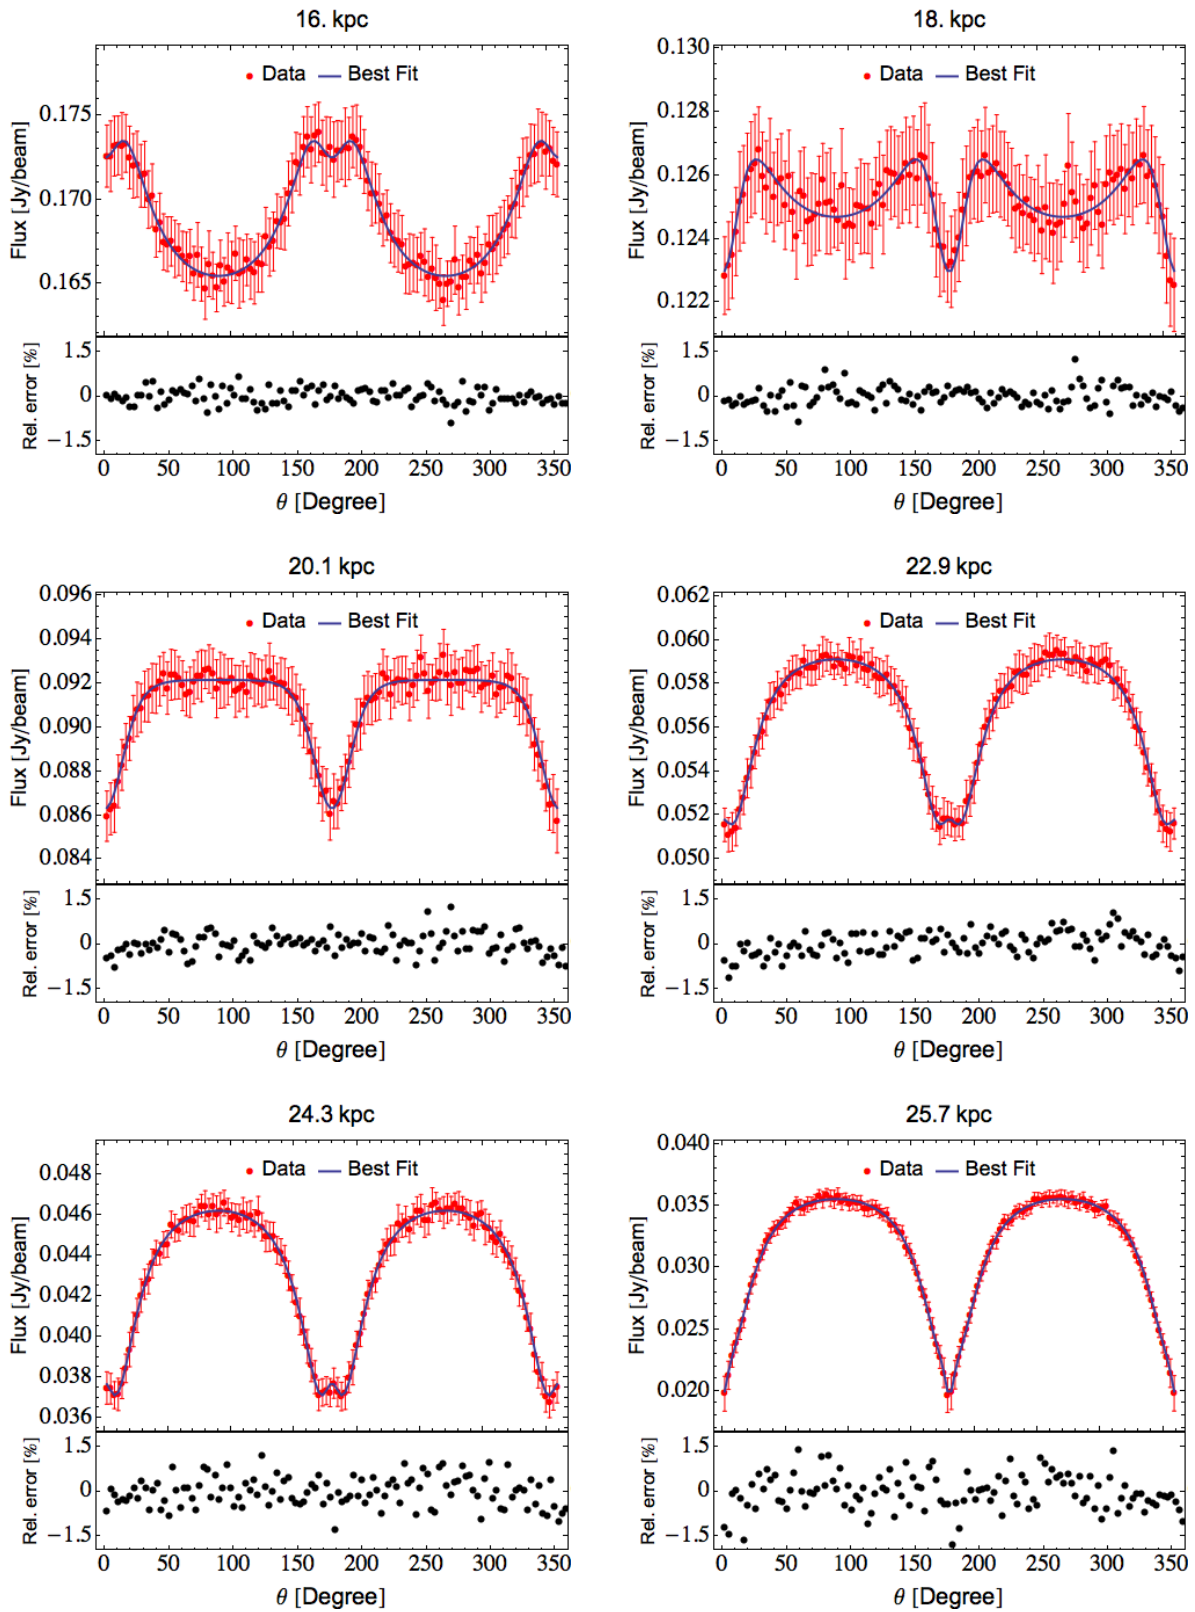 16. kpc
Data Best Fit
Flux [Jy/beam]
0.175
0.170
0.165
Rel. error [%]
1.5
0
−1.5
0 50 100 150 200 250 300 350
θ [Degree]
18. kpc
Data Best Fit
Flux [Jy/beam]
0.130
0.128
0.126
0.124
0.122
Rel. error [%]
1.5
0
−1.5
0 50 100 150 200 250 300 350
θ [Degree]
20.1 kpc
Data Best Fit
Flux [Jy/beam]
0.096
0.094
0.092
0.090
0.088
0.086
0.084
Rel. error [%]
1.5
0
−1.5
0 50 100 150 200 250 300 350
θ [Degree]
22.9 kpc
Data Best Fit
Flux [Jy/beam]
0.062
0.060
0.058
0.056
0.054
0.052
0.050
Rel. error [%]
1.5
0
−1.5
0 50 100 150 200 250 300 350
θ [Degree]
24.3 kpc
Data Best Fit
Flux [Jy/beam]
0.048
0.046
0.044
0.042
0.040
0.038
0.036
Rel. error [%]
1.5
0
−1.5
0 50 100 150 200 250 300 350
θ [Degree]
25.7 kpc
Data Best Fit
Flux [Jy/beam]
0.040
0.035
0.030
0.025
0.020
Rel. error [%]
1.5
0
−1.5
0 50 100 150 200 250 300 350
θ [Degree]